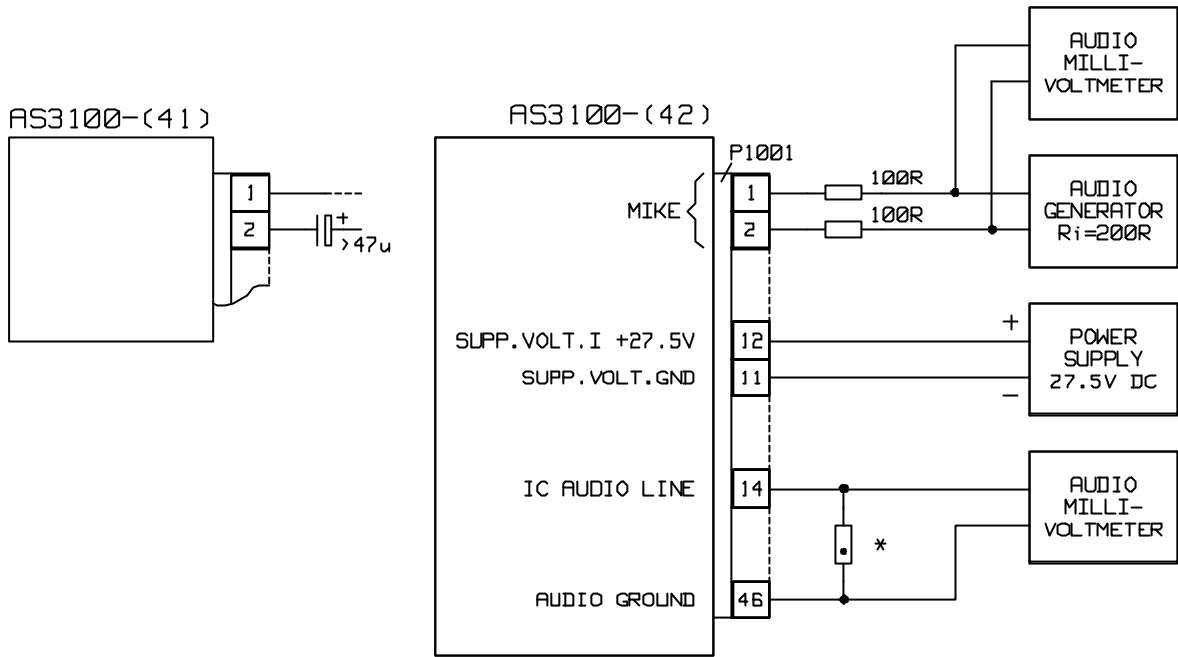 AS3100-(41)
1
2
+
>47u
AS3100-(42)
P1001
MIKE
1
2
100R
100R
SUPP.VOLT.I +27.5V
12
SUPP.VOLT.GND
11
IC AUDIO LINE
14
*
AUDIO GROUND
46
AUDIO
MILLI-
VOLTMETER
AUDIO
GENERATOR
Ri=200R
+
POWER
SUPPLY
27.5V DC
-
AUDIO
MILLI-
VOLTMETER